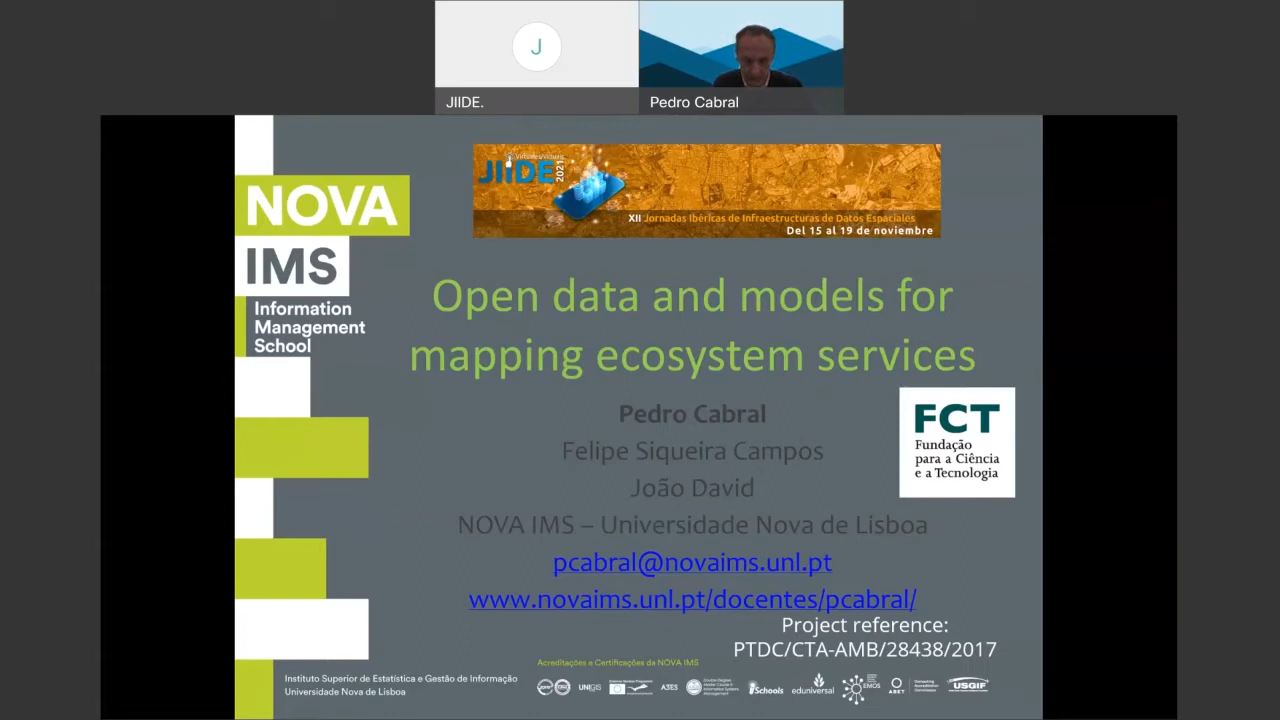 J
JIIDE.
Pedro Cabral
NOVA
IMS
Information
Management
School
JIIDE
2021
XII Jornadas Ibéricas de Infraestructuras de Datos Espaciales
Del 15 al 19 de noviembre
Open data and models for
mapping ecosystem services
Pedro Cabral
Felipe Siqueira Campos
João David
NOVA IMS – Universidade Nova de Lisboa
pcabral@novaims.unl.pt
www.novaims.unl.pt/docentes/pcabral/
FCT
Fundação
para a Ciência
e a Tecnologia
Project reference:
PTDC/CTA-AMB/28438/2017
Acreditações e Certificações da NOVA IMS
Instituto Superior de Estatística e Gestão de Informação
Universidade Nova de Lisboa
UNIGIS
A3ES
iSchools
eduniversal
EMOS
ABET
USGIF